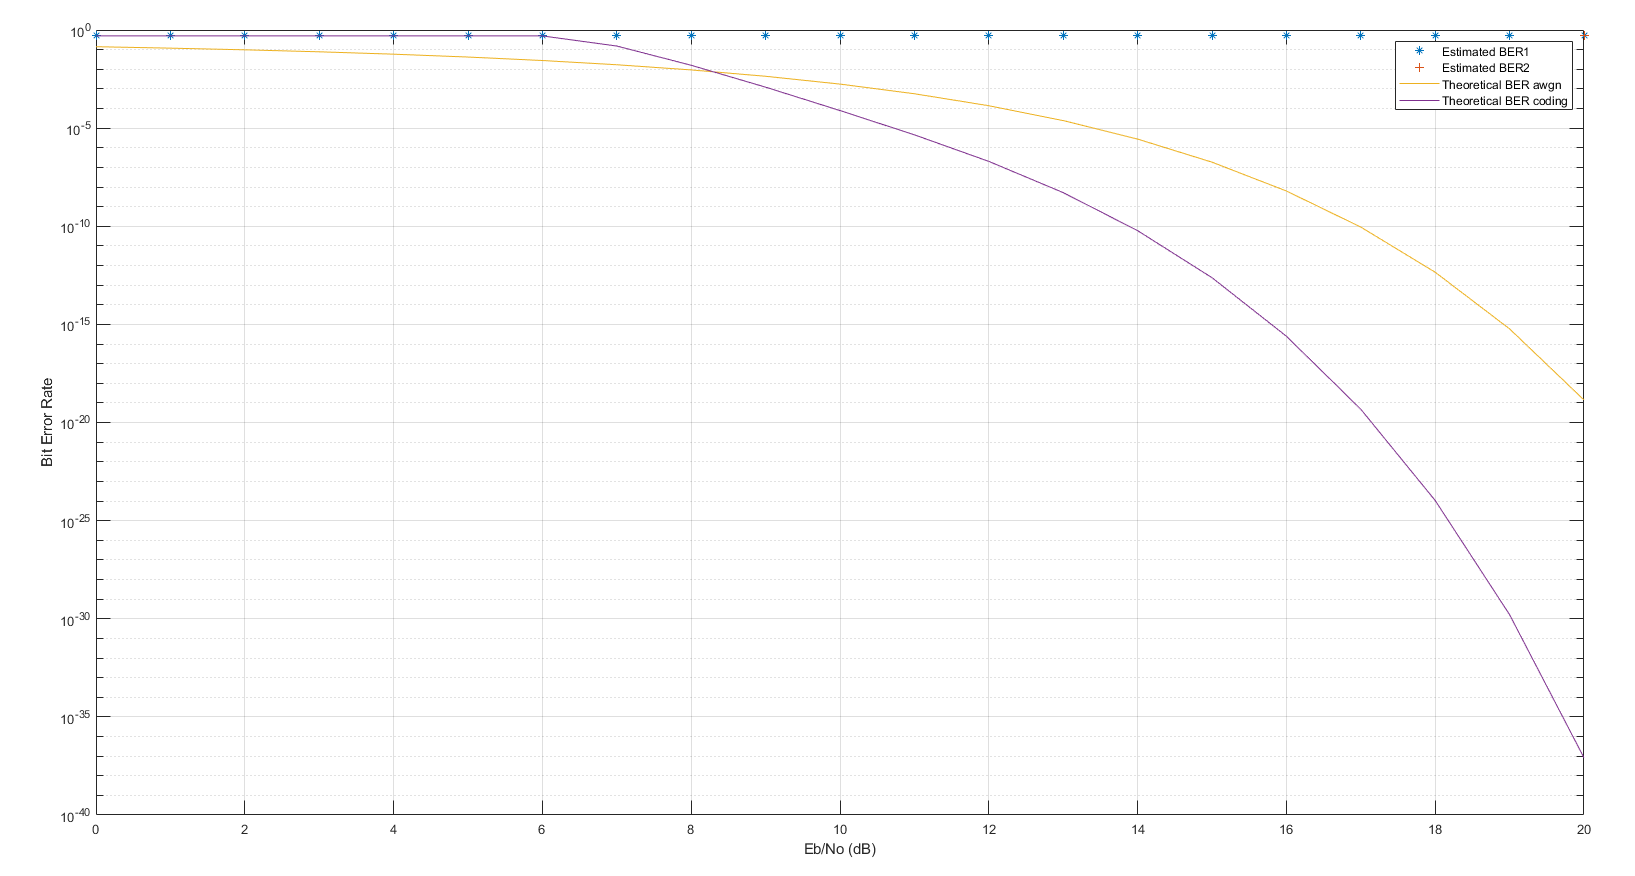 10^0
10^-5
10^-10
10^-15
10^-20
10^-25
10^-30
10^-35
10^-40
Bit Error Rate
Estimated BER1
Estimated BER2
Theoretical BER awgn
Theoretical BER coding
0 2 4 6 8 10 12 14 16 18 20
Eb/No (dB)